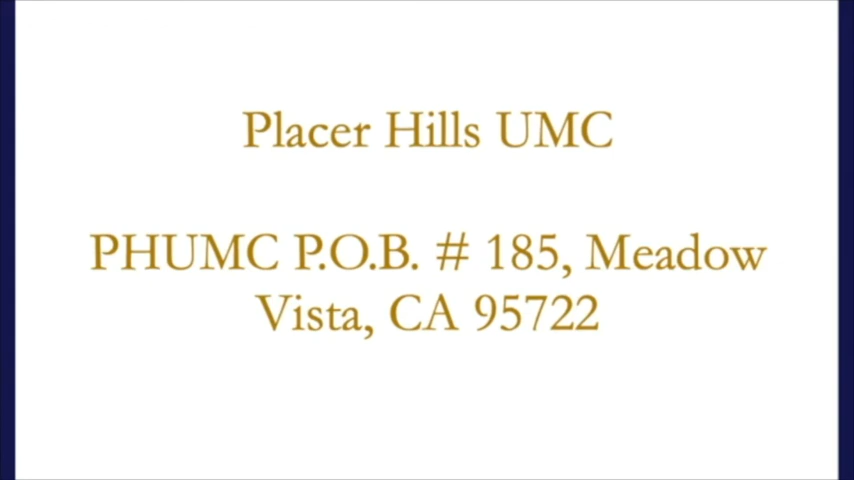 Placer Hills UMC
PHUMC P.O.B. # 185, Meadow
Vista, CA 95722